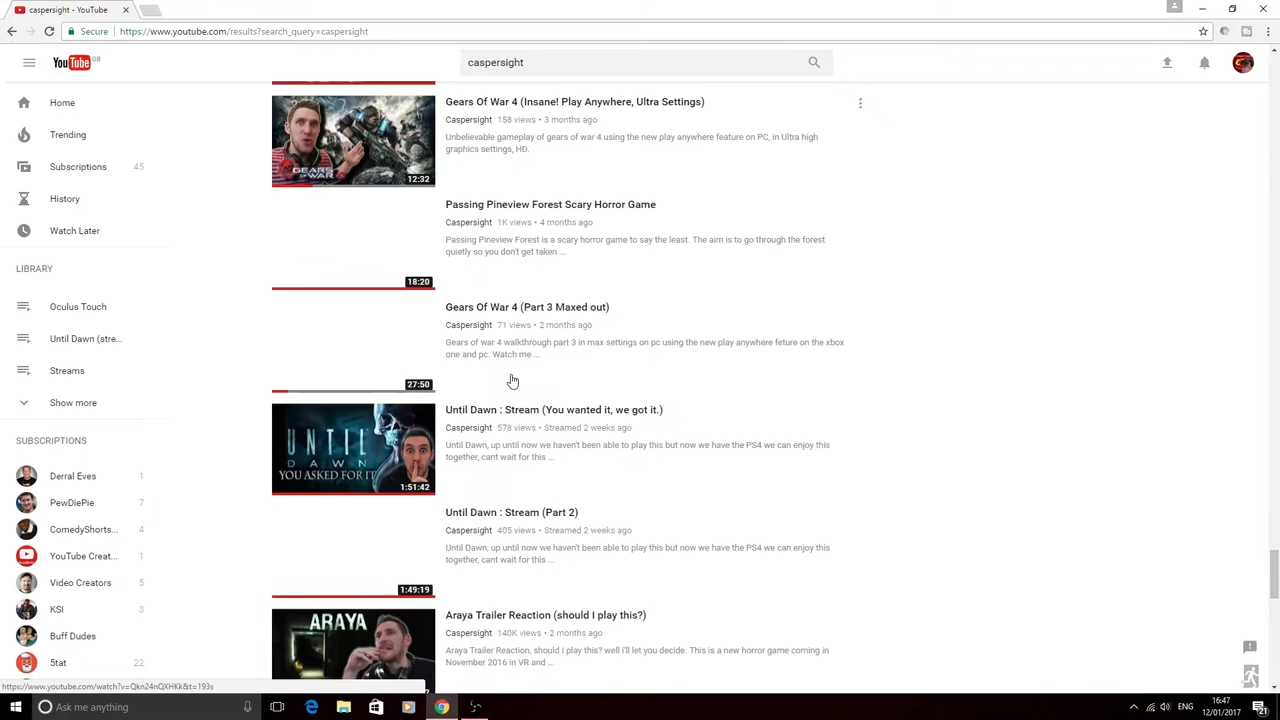 caspersight - YouTube
Secure https://www.youtube.com/results?search_query=caspersight
YouTube GB
caspersight
Home
Trending
Subscriptions 45
History
Watch Later
LIBRARY
Oculus Touch
Until Dawn (stre...
Streams
Show more
SUBSCRIPTIONS
Derral Eves 1
PewDiePie 7
ComedyShorts... 4
YouTube Creat... 1
Video Creators 5
KSI 3
Buff Dudes
5tat 22
GEARS OF WAR
12:32
Gears Of War 4 (Insane! Play Anywhere, Ultra Settings)
Caspersight 158 views • 3 months ago
Unbelievable gameplay of gears of war 4 using the new play anywhere feature on PC, in Ultra high
graphics settings, HD.
18:20
Passing Pineview Forest Scary Horror Game
Caspersight 1K views • 4 months ago
Passing Pineview Forest is a scary horror game to say the least. The aim is to go through the forest
quietly so you don't get taken ...
27:50
Gears Of War 4 (Part 3 Maxed out)
Caspersight 71 views • 2 months ago
Gears of war 4 walkthrough part 3 in max settings on pc using the new play anywhere feture on the xbox
one and pc. Watch me ...
UNTIL
DAWN
YOU ASKED FOR IT
1:51:42
Until Dawn : Stream (You wanted it, we got it.)
Caspersight 578 views • Streamed 2 weeks ago
Until Dawn, up until now we haven't been able to play this but now we have the PS4 we can enjoy this
together, cant wait for this ...
1:49:19
Until Dawn : Stream (Part 2)
Caspersight 405 views • Streamed 2 weeks ago
Until Dawn, up until now we haven't been able to play this but now we have the PS4 we can enjoy this
together, cant wait for this ...
ARAYA
Araya Trailer Reaction (should I play this?)
Caspersight 140K views • 2 months ago
Araya Trailer Reaction, should I play this? well i'll let you decide. This is a new horror game coming in
November 2016 in VR and ...
https://www.youtube.com/watch?v=Qkn24nQXHKk&t=193s
Ask me anything
ENG
16:47
12/01/2017
21